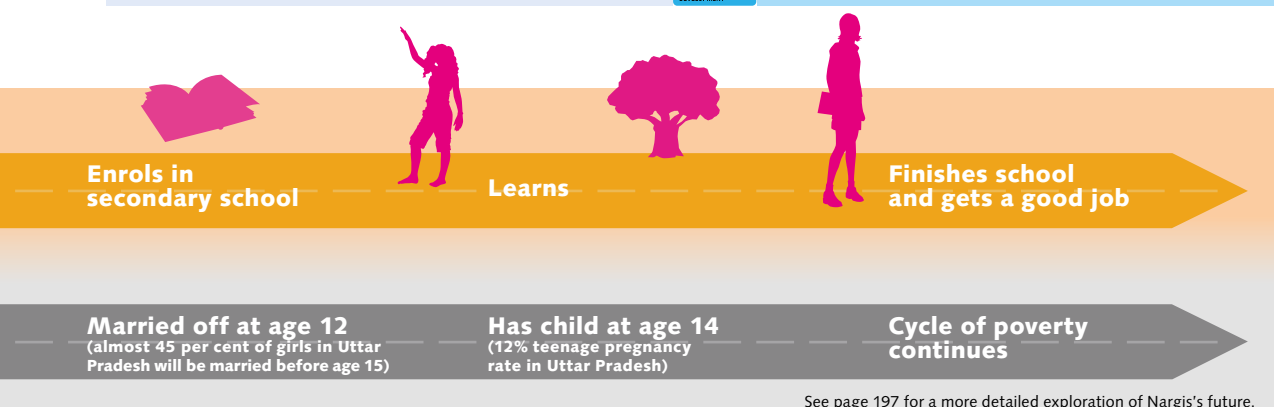 Enrols in
secondary school
Learns
Finishes school
and gets a good job
Married off at age 12
(almost 45 per cent of girls in Uttar
Pradesh will be married before age 15)
Has child at age 14
(12% teenage pregnancy
rate in Uttar Pradesh)
Cycle of poverty
continues
See page 197 for a more detailed exploration of Nargis's future.